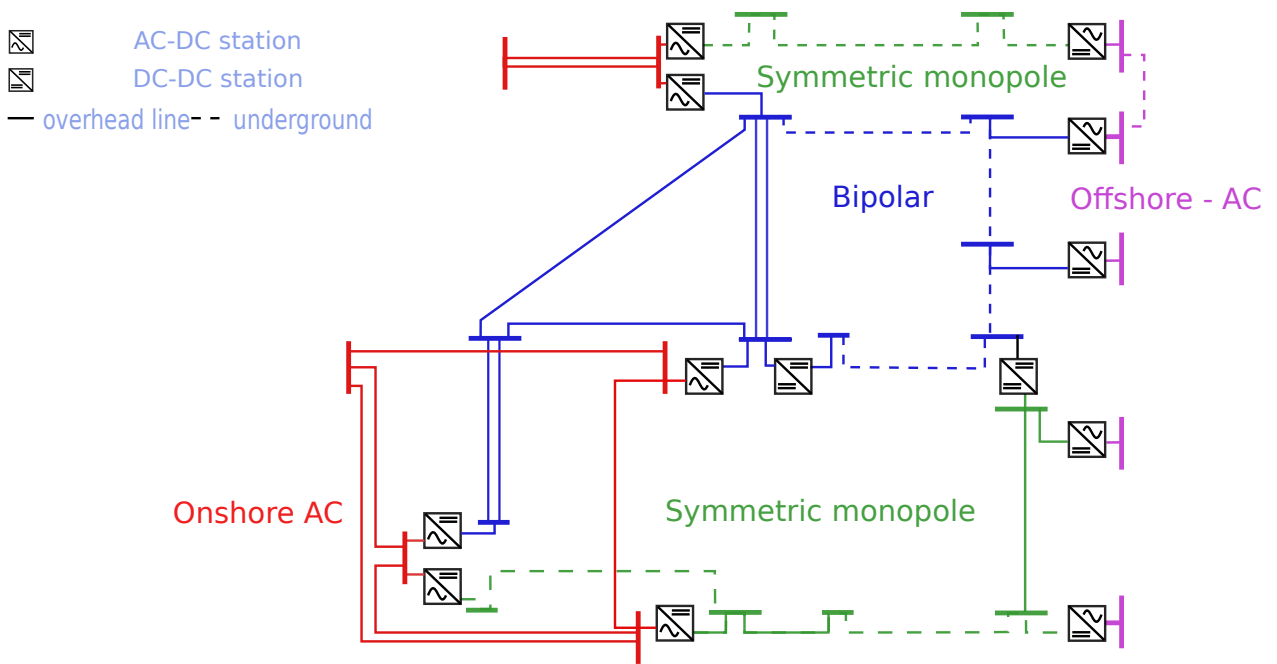 AC-DC station
DC-DC station
overhead line
underground
Symmetric monopole
Bipolar
Offshore - AC
Onshore AC
Symmetric monopole